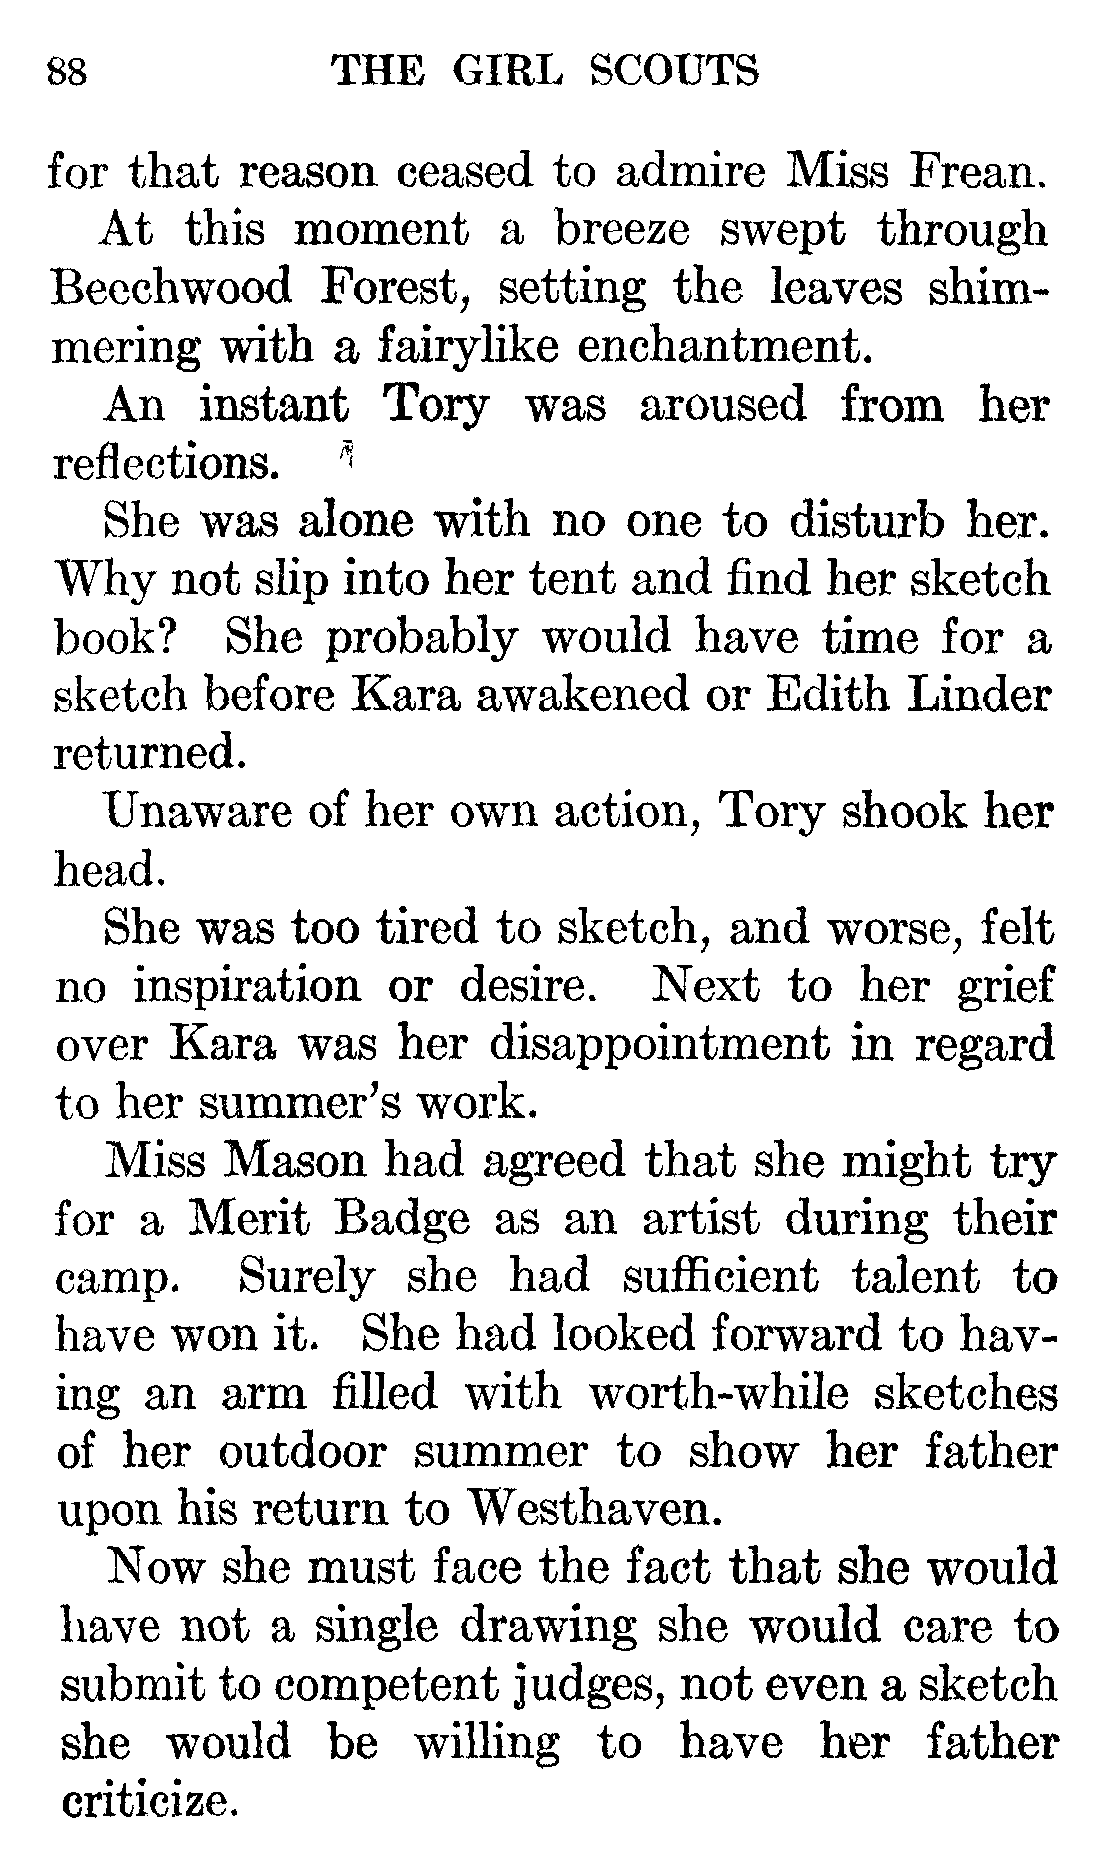 88 THE GIRL SCOUTS
for that reason ceased to admire Miss Frean.
At this moment a breeze swept through
Beechwood Forest, setting the leaves shim-
mering with a fairylike enchantment.
An instant Tory was aroused from her
reflections.
She was alone with no one to disturb her.
Why not slip into her tent and find her sketch
book? She probably would have time for a
sketch before Kara awakened or Edith Linder
returned.
Unaware of her own action, Tory shook her
head.
She was too tired to sketch, and worse, felt
no inspiration or desire. Next to her grief
over Kara was her disappointment in regard
to her summer's work.
Miss Mason had agreed that she might try
for a Merit Badge as an artist during their
camp. Surely she had sufficient talent to
have won it. She had looked forward to hav-
ing an arm filled with worth-while sketches
of her outdoor summer to show her father
upon his return to Westhaven.
Now she must face the fact that she would
have not a single drawing she would care to
submit to competent judges, not even a sketch
she would be willing to have her father
criticize.